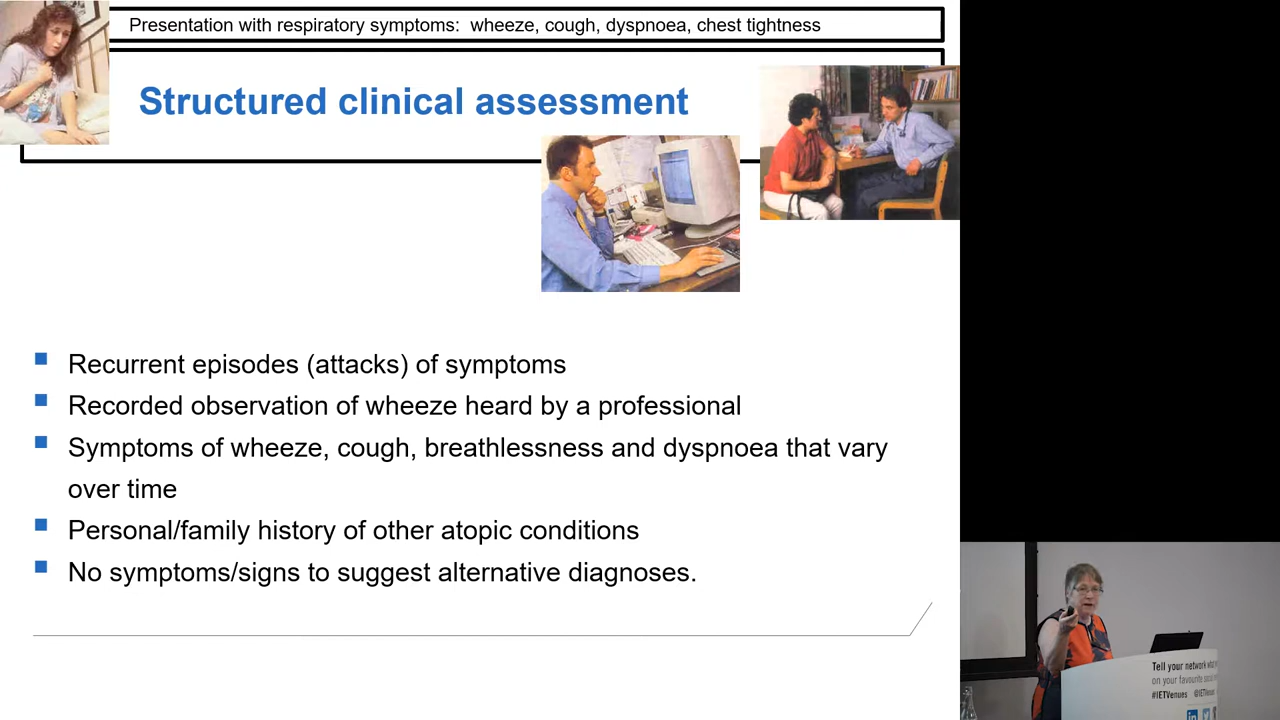 Presentation with respiratory symptoms:  wheeze, cough, dyspnoea, chest tightness
Structured clinical assessment
Recurrent episodes (attacks) of symptoms
Recorded observation of wheeze heard by a professional
Symptoms of wheeze, cough, breathlessness and dyspnoea that vary
over time
Personal/family history of other atopic conditions
No symptoms/signs to suggest alternative diagnoses.
Tell your network
on your favourite
#IETVenues